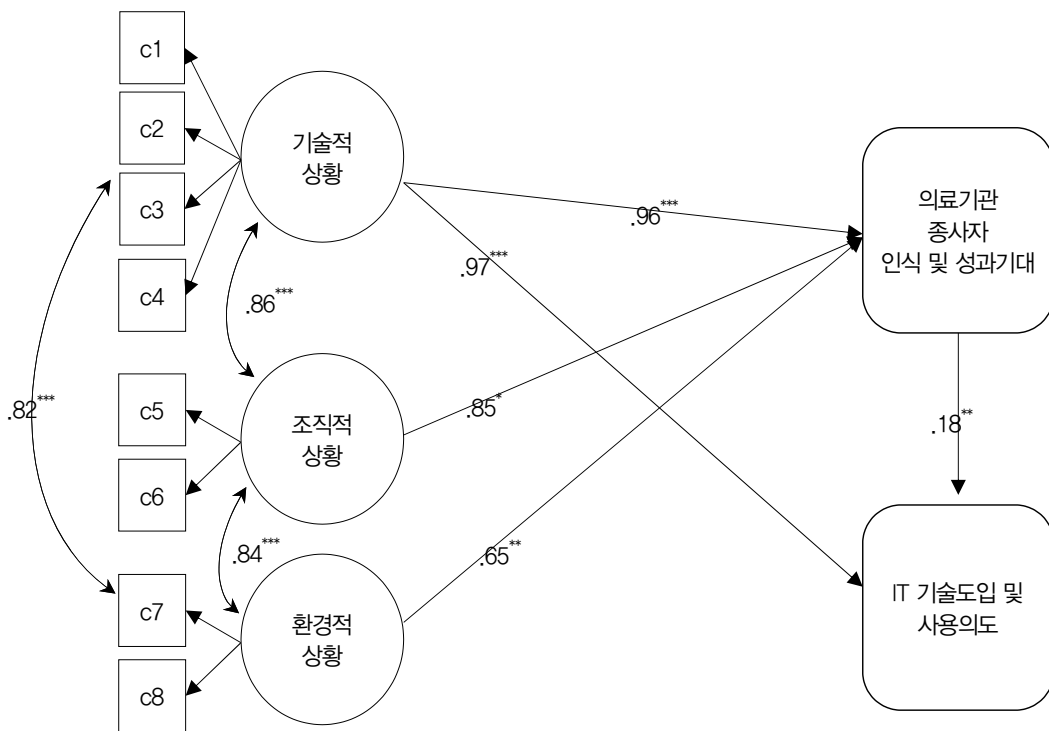 c1
c2
c3
c4
c5
c6
c7
c8
기술적
상황
조직적
상황
환경적
상황
.86***
.84***
.82***
.96***
.97***
.85*
.65**
.18**
의료기관
종사자
인식 및 성과기대
IT 기술도입 및
사용의도